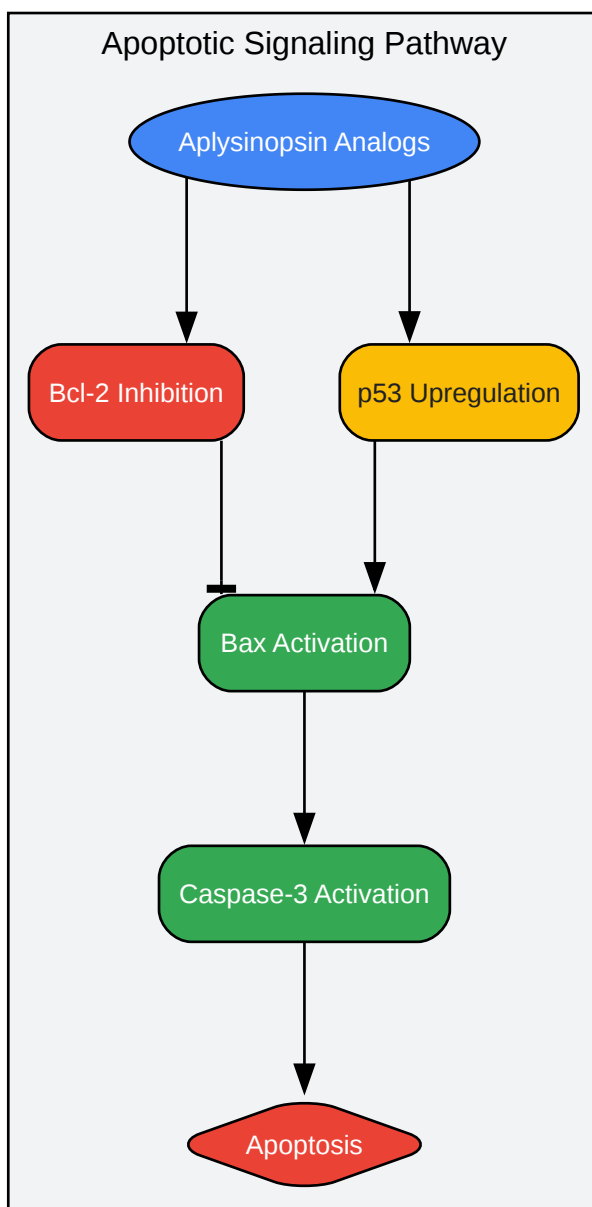 Apoptotic Signaling Pathway
Aplysinopsin Analogs
Bcl-2 Inhibition
p53 Upregulation
Bax Activation
Caspase-3 Activation
Apoptosis